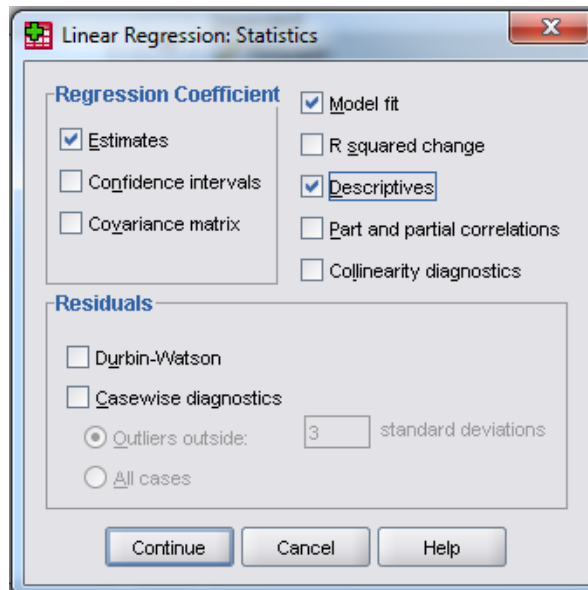 Linear Regression: Statistics
Regression Coefficient
Estimates
Confidence intervals
Covariance matrix
Model fit
R squared change
Descriptives
Part and partial correlations
Collinearity diagnostics
Residuals
Durbin-Watson
Casewise diagnostics
Outliers outside: 3 standard deviations
All cases
Continue Cancel Help